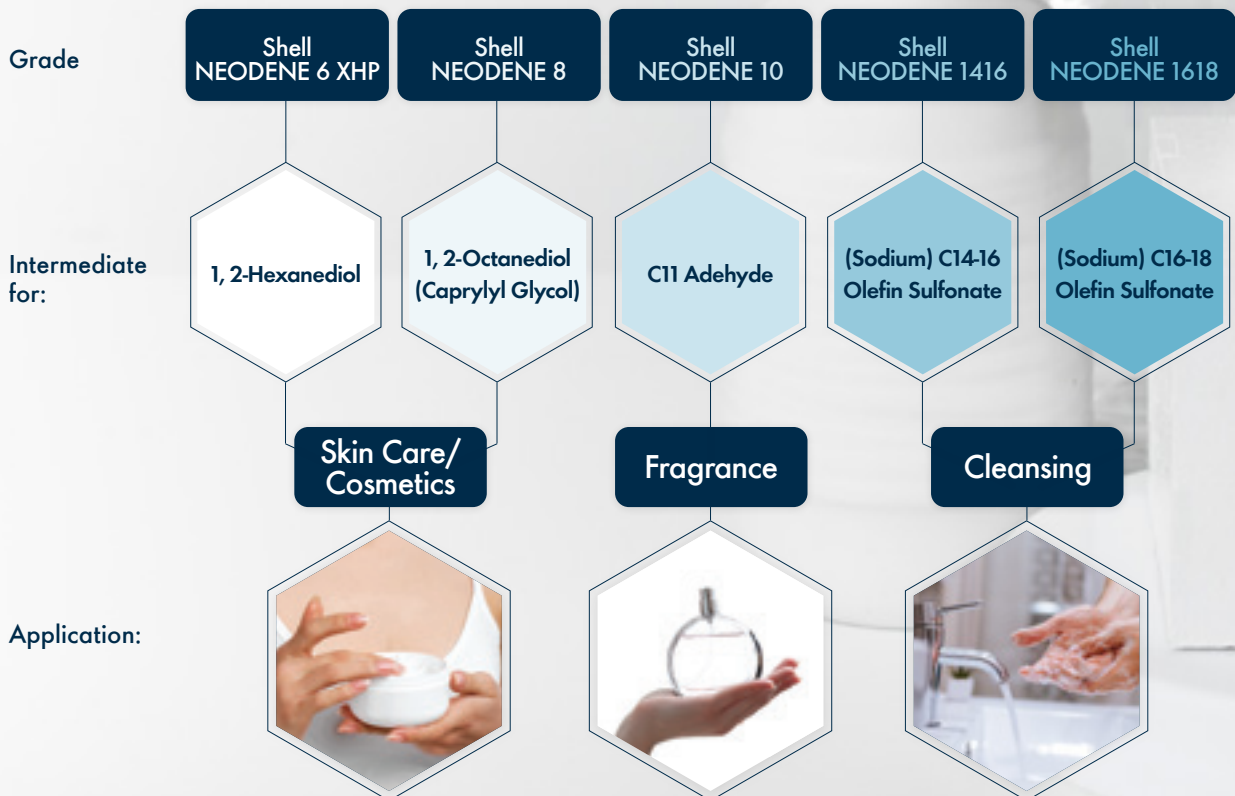 Grade
Shell
NEODENE 6 XHP
Shell
NEODENE 8
Shell
NEODENE 10
Shell
NEODENE 1416
Shell
NEODENE 1618
Intermediate
for:
1, 2-Hexanediol
1, 2-Octanediol
(Caprylyl Glycol)
C11 Adehyde
(Sodium) C14-16
Olefin Sulfonate
(Sodium) C16-18
Olefin Sulfonate
Skin Care/
Cosmetics
Fragrance
Cleansing
Application: